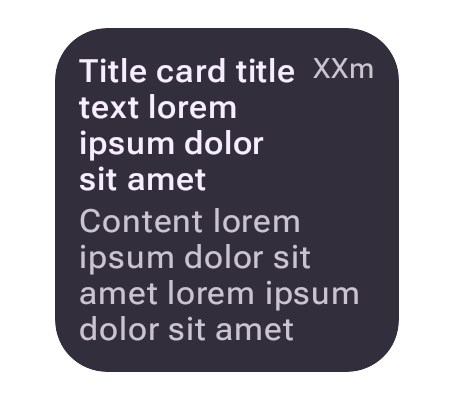 Title card title XXm
text lorem
ipsum dolor
sit amet
Content lorem
ipsum dolor sit
amet lorem ipsum
dolor sit amet